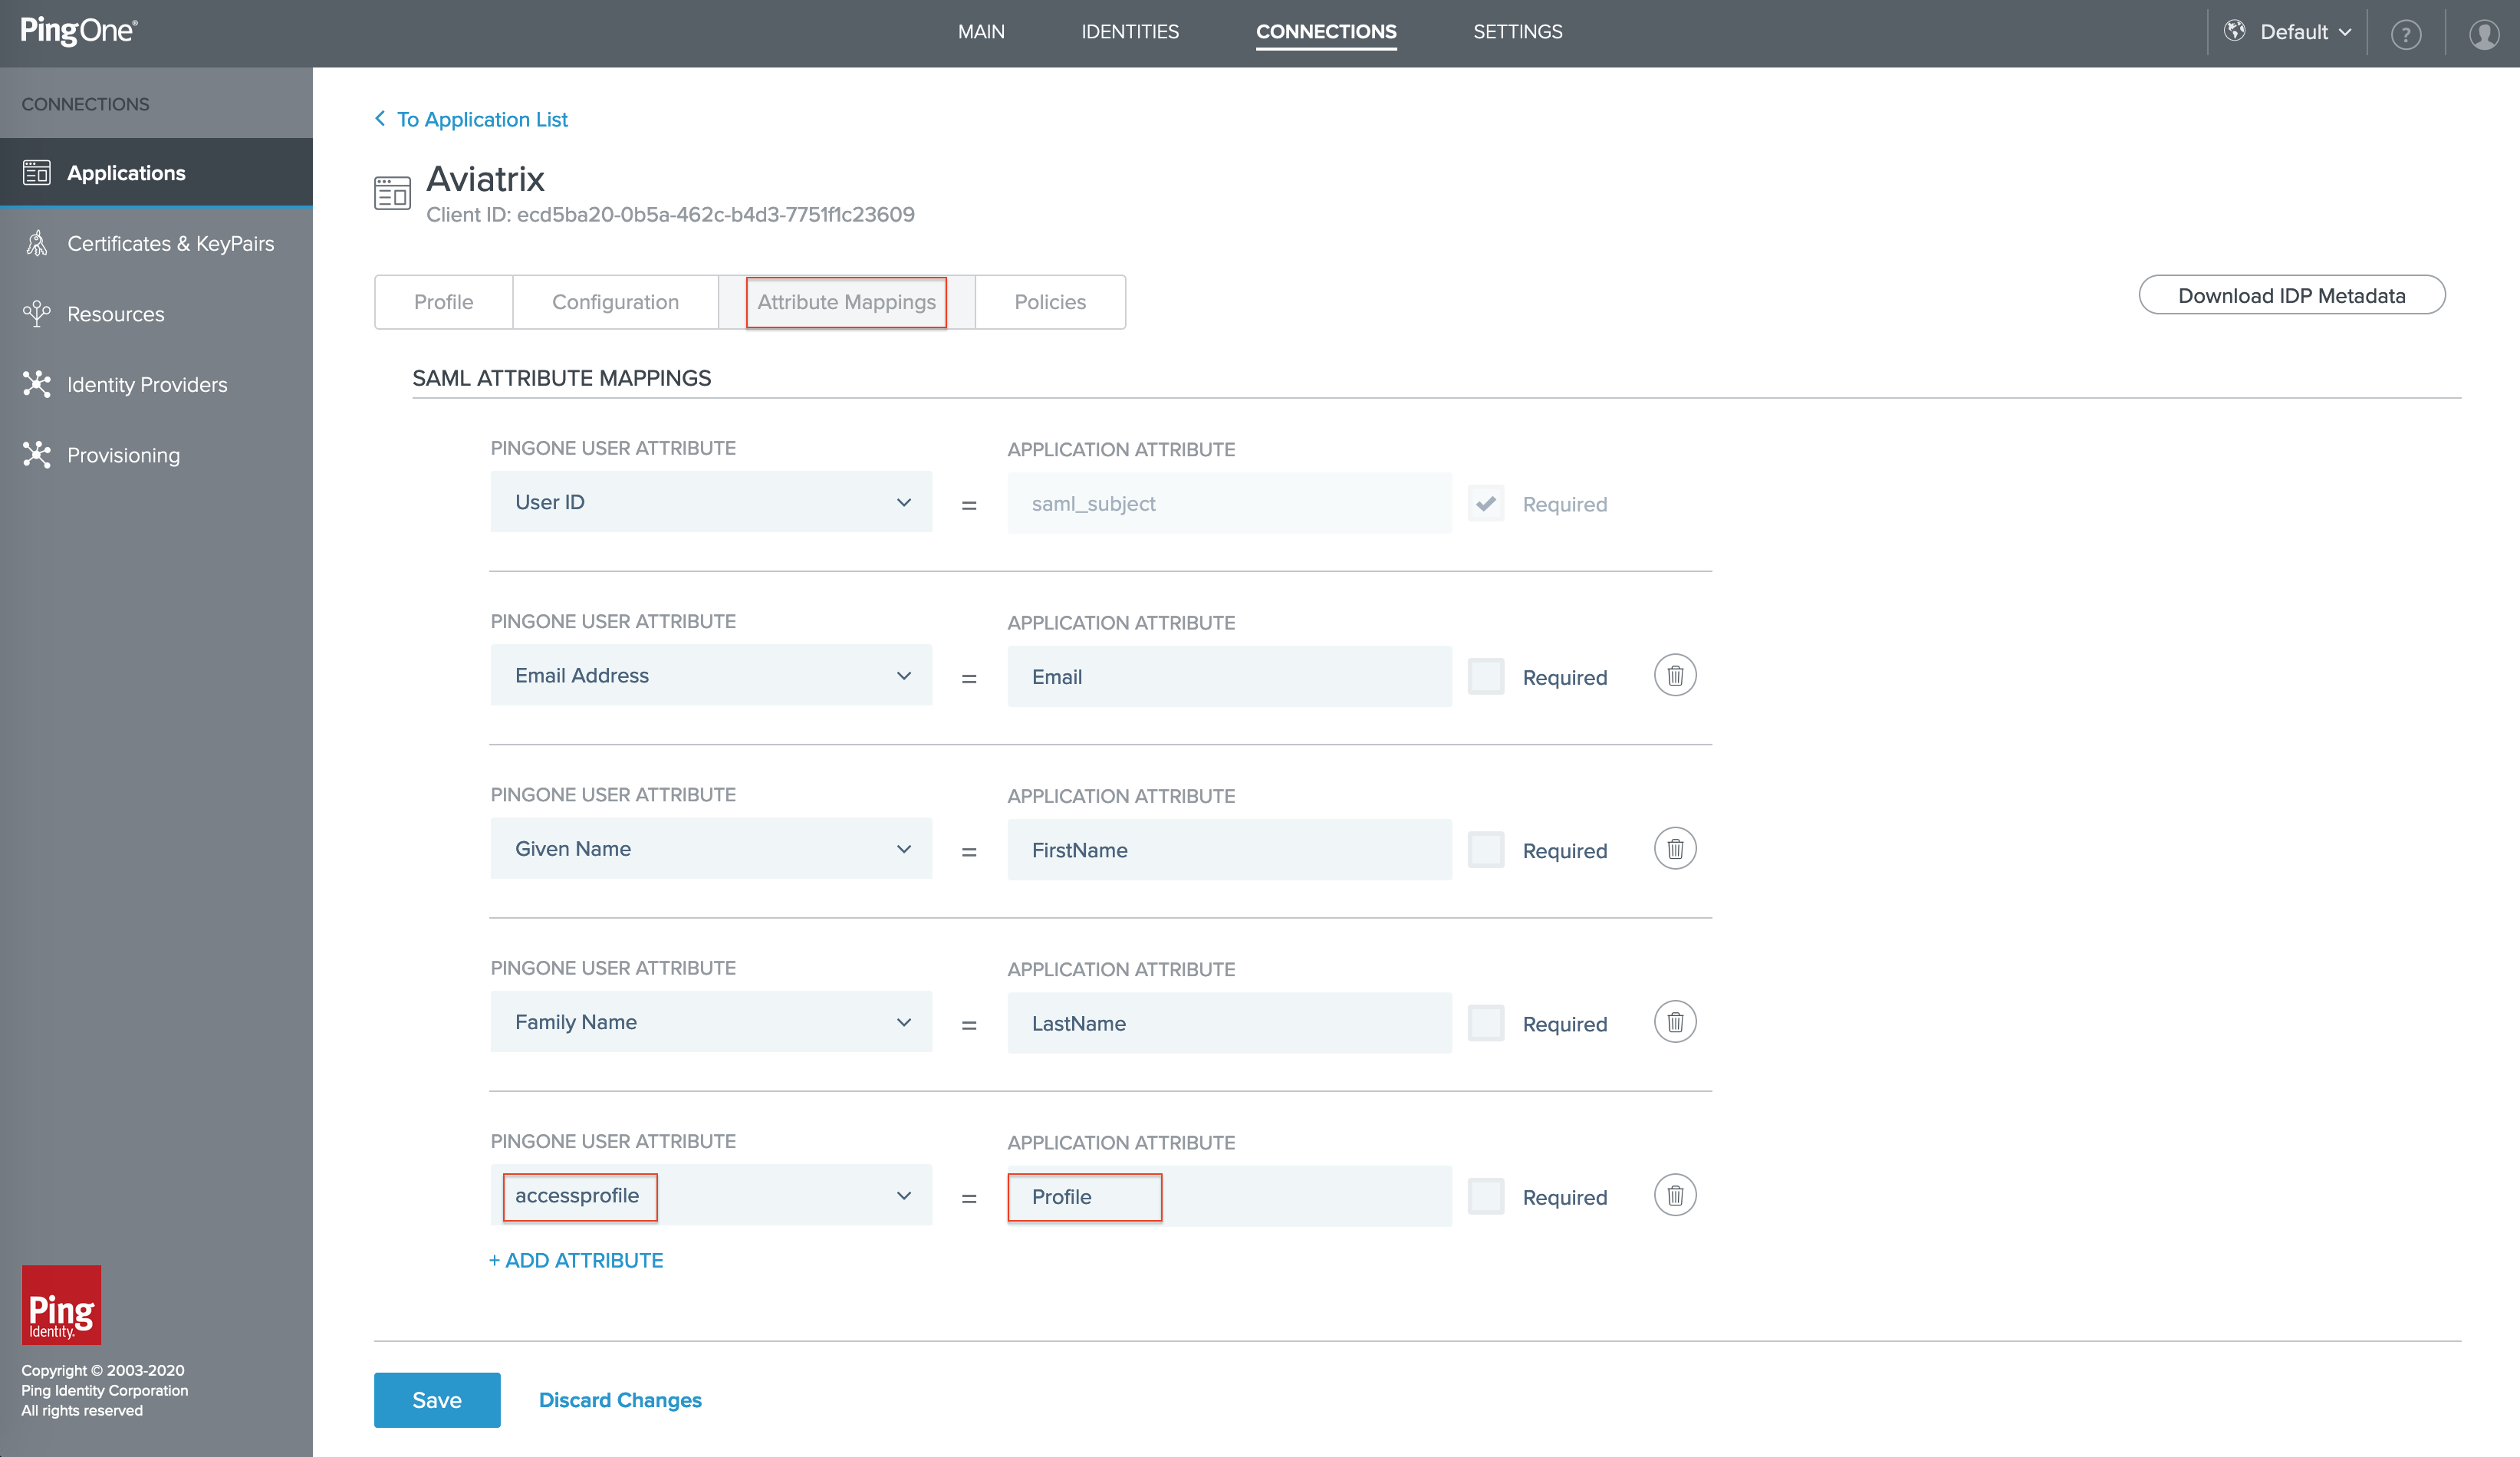 PingOne®
MAIN
IDENTITIES
CONNECTIONS
SETTINGS
Default
?
CONNECTIONS
Applications
Certificates & KeyPairs
Resources
Identity Providers
Provisioning
To Application List
Aviatrix
Client ID: ecd5ba20-0b5a-462c-b4d3-7751f1c23609
Profile
Configuration
Attribute Mappings
Policies
Download IDP Metadata
SAML ATTRIBUTE MAPPINGS
PINGONE USER ATTRIBUTE
APPLICATION ATTRIBUTE
User ID
=
saml_subject
Required
PINGONE USER ATTRIBUTE
APPLICATION ATTRIBUTE
Email Address
=
Email
Required
PINGONE USER ATTRIBUTE
APPLICATION ATTRIBUTE
Given Name
=
FirstName
Required
PINGONE USER ATTRIBUTE
APPLICATION ATTRIBUTE
Family Name
=
LastName
Required
PINGONE USER ATTRIBUTE
APPLICATION ATTRIBUTE
accessprofile
=
Profile
Required
+ ADD ATTRIBUTE
Save
Discard Changes
Ping
Identity.
Copyright © 2003-2020
Ping Identity Corporation
All rights reserved